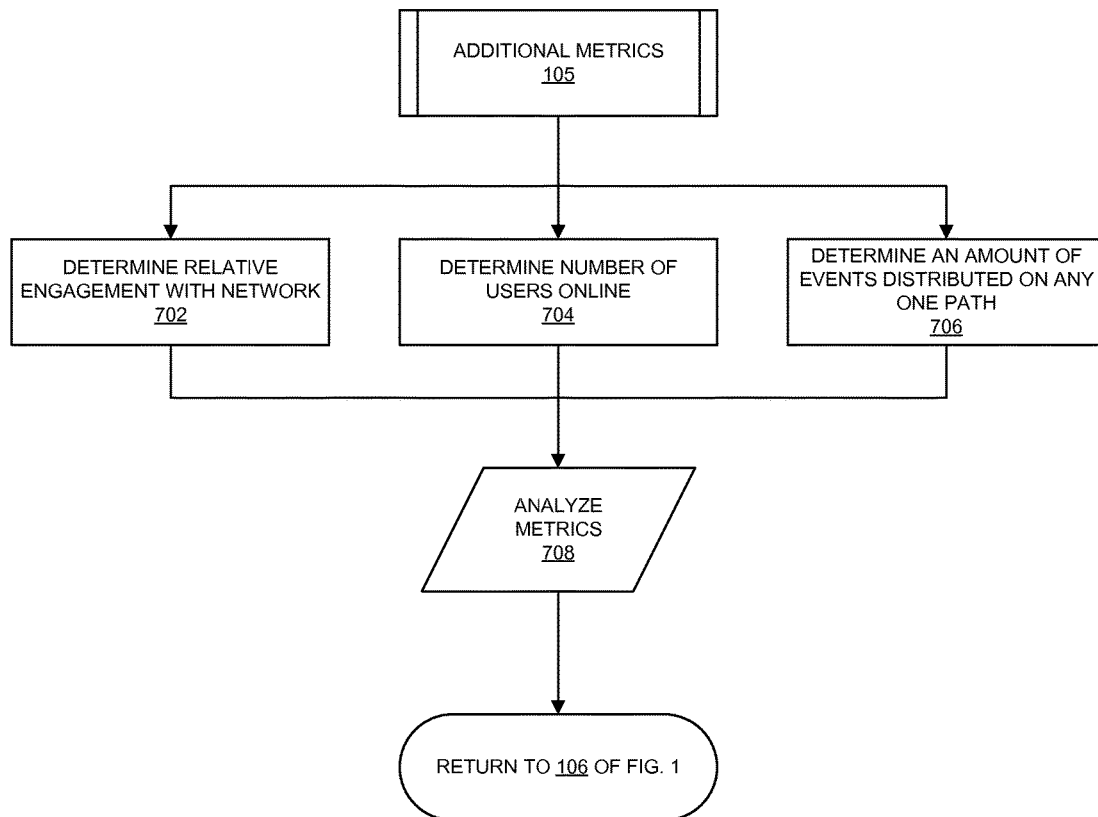 ADDITIONAL METRICS
105
DETERMINE RELATIVE
ENGAGEMENT WITH NETWORK
702
DETERMINE NUMBER OF
USERS ONLINE
704
DETERMINE AN AMOUNT OF
EVENTS DISTRIBUTED ON ANY
ONE PATH
706
ANALYZE
METRICS
708
RETURN TO 106 OF FIG. 1